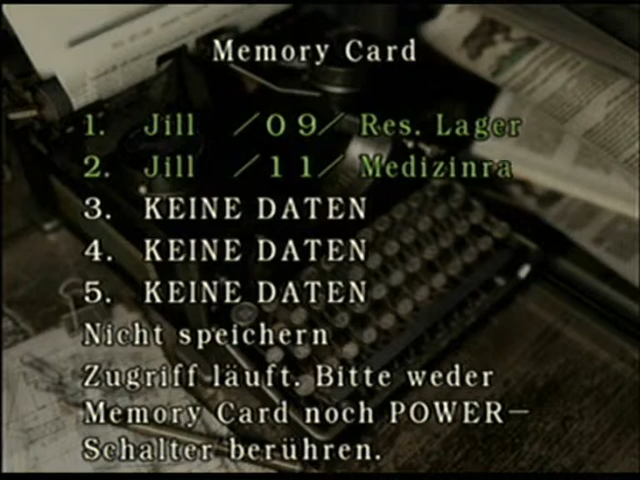 Memory Card
1. Jill /09/ Res. Lager
2. Jill /11/ Medizinra
3. KEINE DATEN
4. KEINE DATEN
5. KEINE DATEN
Nicht speichern
Zugriff läuft. Bitte weder
Memory Card noch POWER-
Schalter berühren.